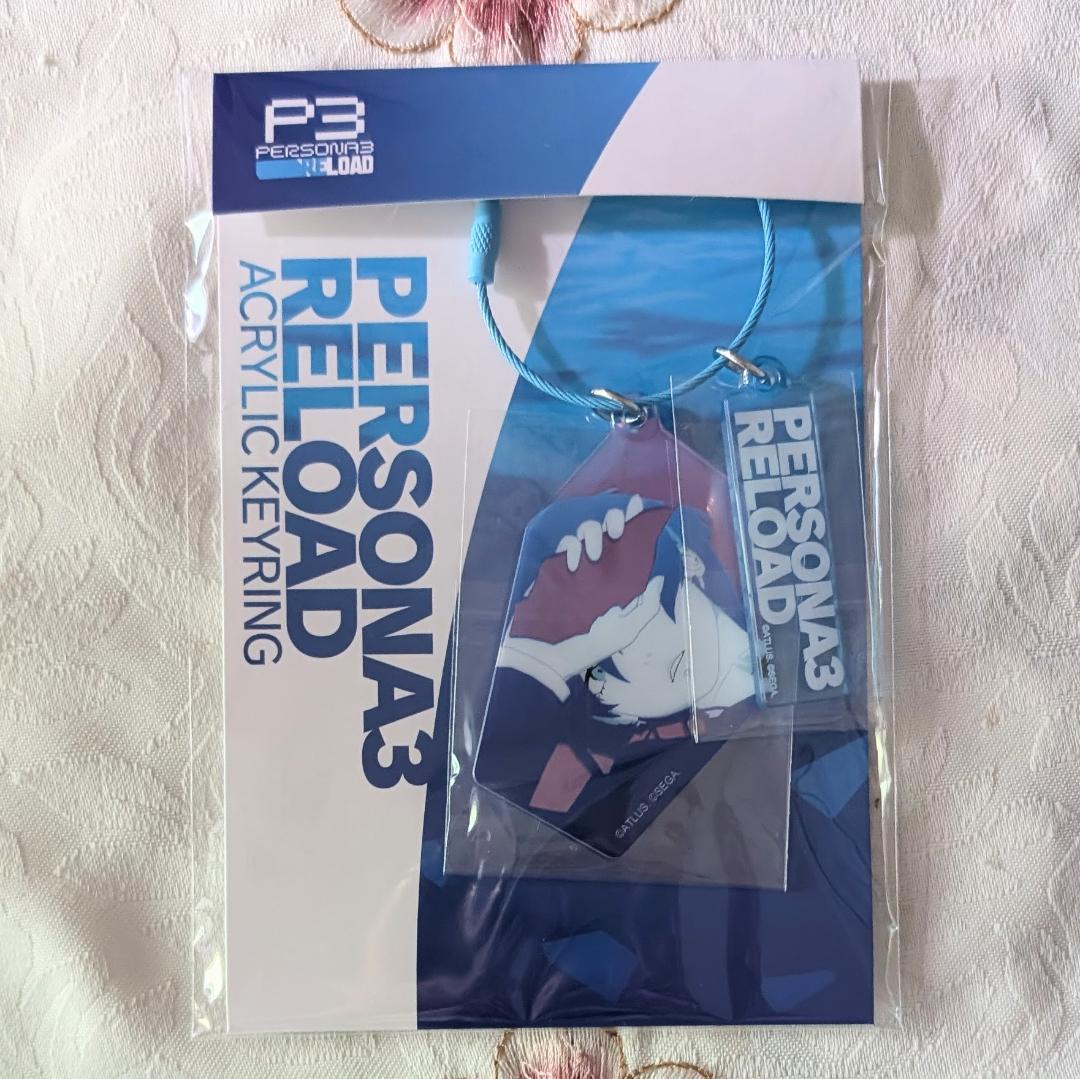 P3
PERSONA3
RELOAD
PERSONA3
RELOAD
ACRYLIC KEYRING
PERSONA3
RELOAD
©ATLUS ©SEGA
©ATLUS ©SEGA